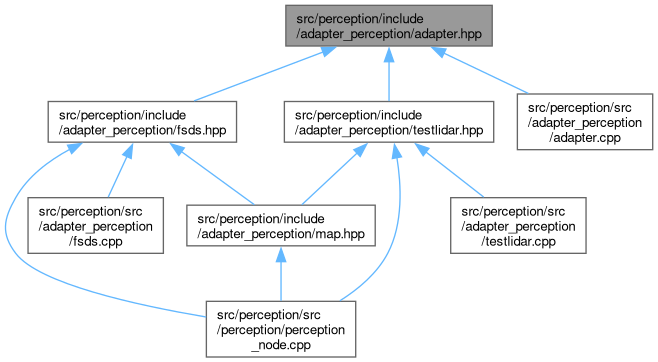 src/perception/include
/adapter_perception/adapter.hpp
src/perception/include
/adapter_perception/fsds.hpp
src/perception/include
/adapter_perception/testlidar.hpp
src/perception/src
/adapter_perception
/adapter.cpp
src/perception/src
/adapter_perception
/fsds.cpp
src/perception/include
/adapter_perception/map.hpp
src/perception/src
/adapter_perception
/testlidar.cpp
src/perception/src
/perception/perception
_node.cpp